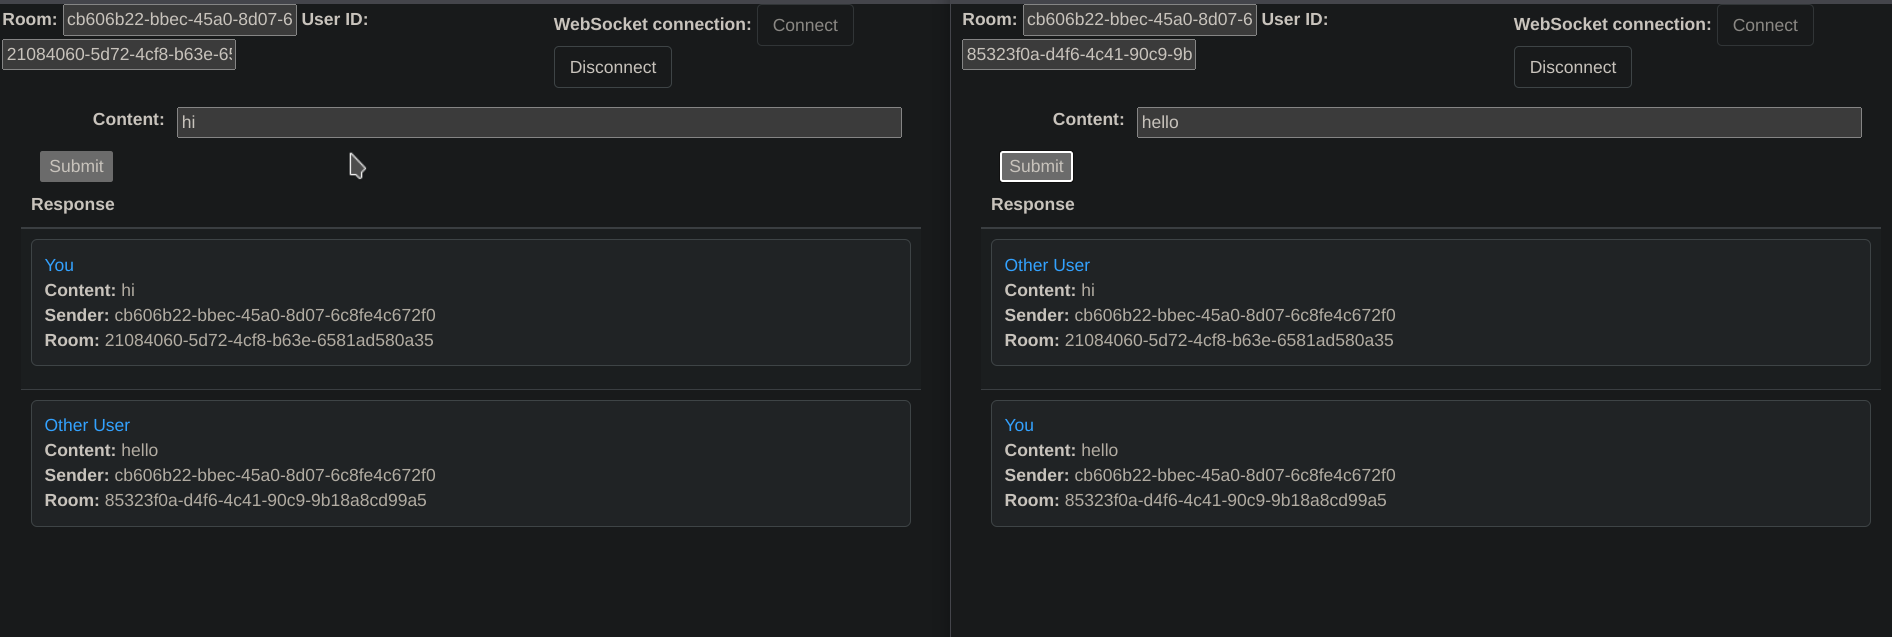 Room: cb606b22-bbec-45a0-8d07-6 User ID:
21084060-5d72-4cf8-b63e-65
WebSocket connection: Connect
Disconnect
Content: hi
Submit
Response
You
Content: hi
Sender: cb606b22-bbec-45a0-8d07-6c8fe4c672f0
Room: 21084060-5d72-4cf8-b63e-6581ad580a35
Other User
Content: hello
Sender: cb606b22-bbec-45a0-8d07-6c8fe4c672f0
Room: 85323f0a-d4f6-4c41-90c9-9b18a8cd99a5
Room: cb606b22-bbec-45a0-8d07-6 User ID:
85323f0a-d4f6-4c41-90c9-9b
WebSocket connection: Connect
Disconnect
Content: hello
Submit
Response
Other User
Content: hi
Sender: cb606b22-bbec-45a0-8d07-6c8fe4c672f0
Room: 21084060-5d72-4cf8-b63e-6581ad580a35
You
Content: hello
Sender: cb606b22-bbec-45a0-8d07-6c8fe4c672f0
Room: 85323f0a-d4f6-4c41-90c9-9b18a8cd99a5